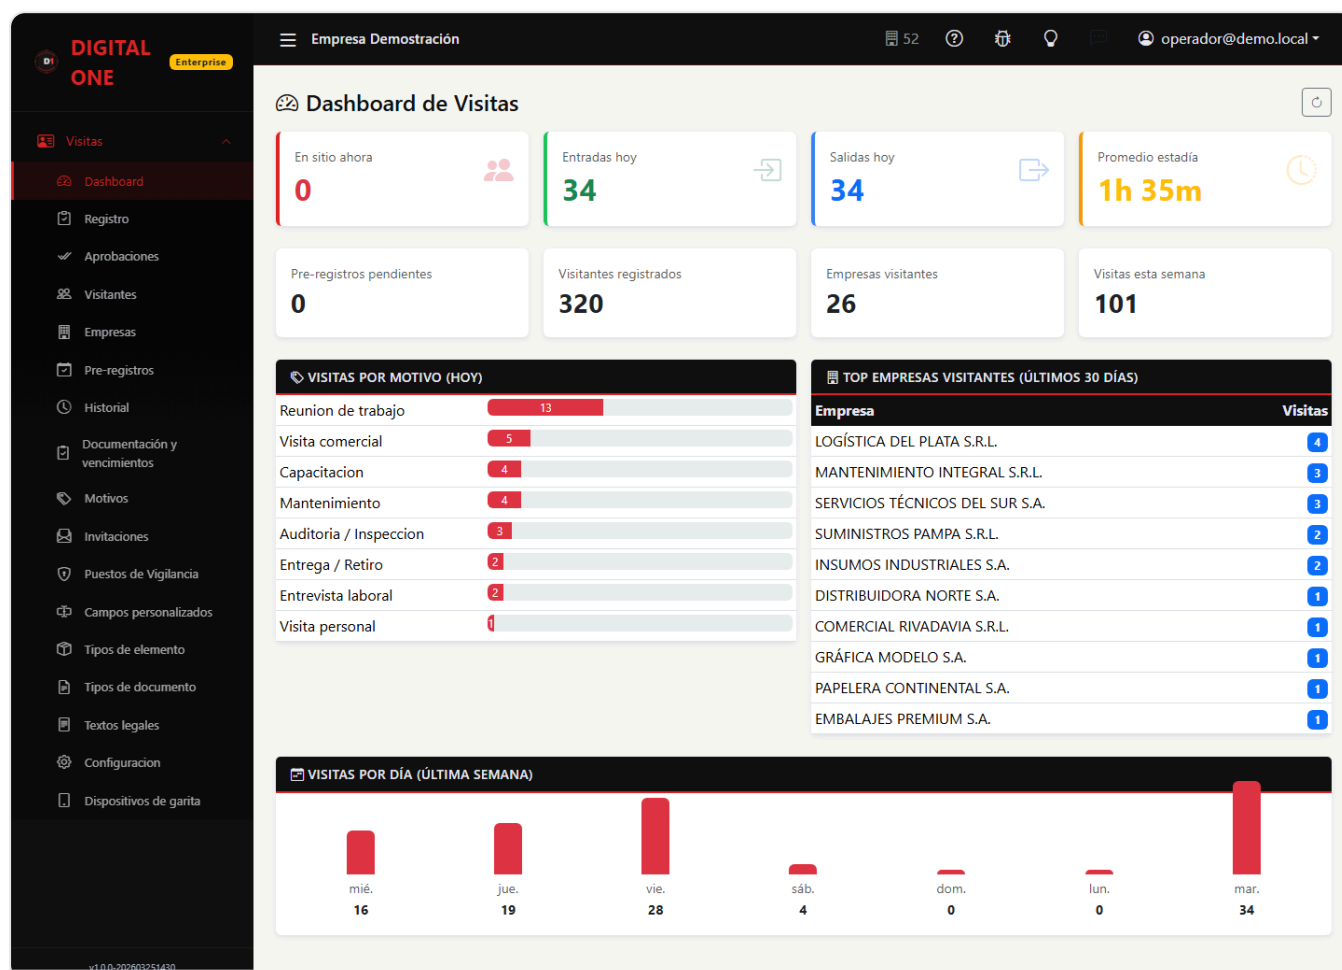 DIGITAL
ONE
Enterprise
Empresa Demostración
52
operador@demo.local
Visitas
Dashboard
Registro
Aprobaciones
Visitantes
Empresas
Pre-registros
Historial
Documentación y
vencimientos
Motivos
Invitaciones
Puestos de Vigilancia
Campos personalizados
Tipos de elemento
Tipos de documento
Textos legales
Configuracion
Dispositivos de garita
v1.0.0-202603251430
Dashboard de Visitas
En sitio ahora
0
Entradas hoy
34
Salidas hoy
34
Promedio estadía
1h 35m
Pre-registros pendientes
0
Visitantes registrados
320
Empresas visitantes
26
Visitas esta semana
101
VISITAS POR MOTIVO (HOY)
Reunion de trabajo 13
Visita comercial 5
Capacitacion 4
Mantenimiento 4
Auditoria / Inspeccion 3
Entrega / Retiro 2
Entrevista laboral 2
Visita personal 1
TOP EMPRESAS VISITANTES (ÚLTIMOS 30 DÍAS)
Empresa Visitas
LOGÍSTICA DEL PLATA S.R.L. 4
MANTENIMIENTO INTEGRAL S.R.L. 3
SERVICIOS TÉCNICOS DEL SUR S.A. 3
SUMINISTROS PAMPA S.R.L. 2
INSUMOS INDUSTRIALES S.A. 2
DISTRIBUIDORA NORTE S.A. 1
COMERCIAL RIVADAVIA S.R.L. 1
GRÁFICA MODELO S.A. 1
PAPELERA CONTINENTAL S.A. 1
EMBALAJES PREMIUM S.A. 1
VISITAS POR DÍA (ÚLTIMA SEMANA)
mié. jue. vie. sáb. dom. lun. mar.
16 19 28 4 0 0 34